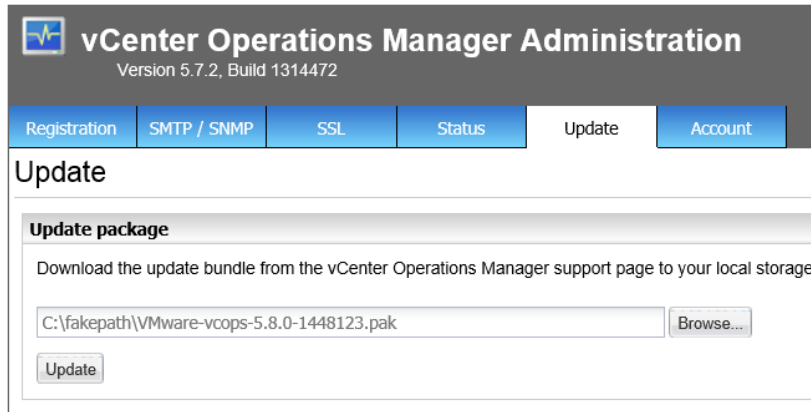 vCenter Operations Manager Administration
Version 5.7.2, Build 1314472
Registration SMTP / SNMP SSL Status Update Account
Update
Update package
Download the update bundle from the vCenter Operations Manager support page to your local storage
C:\fakepath\VMware-vcops-5.8.0-1448123.pak Browse...
Update